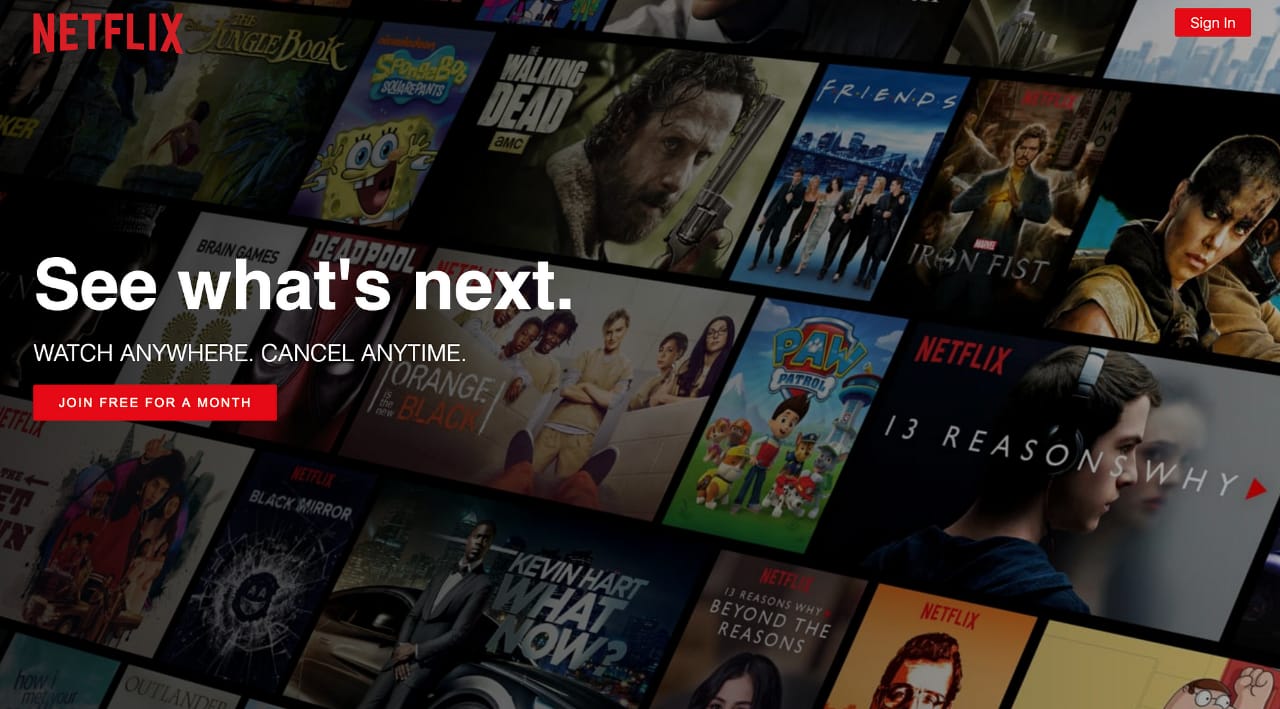 NETFLIX
Sign In
THE
JUNGLE BOOK
nickelodeon
SPONGEBOB
SQUAREPANTS
THE
WALKING
DEAD
amc
F·R·I·E·N·D·S
NETFLIX
MARVEL
IRON FIST
BRAIN GAMES
DEADPOOL
See what's next.
WATCH ANYWHERE. CANCEL ANYTIME.
JOIN FREE FOR A MONTH
ORANGE
is
the
new
BLACK
PAW
PATROL
NETFLIX
13 REASONS WHY
NETFLIX
THE
GET
DOWN
NETFLIX
BLACK MIRROR
KEVIN HART
WHAT
NOW?
NETFLIX
13 REASONS WHY
BEYOND THE
REASONS
NETFLIX
how i
met your
OUTLANDER